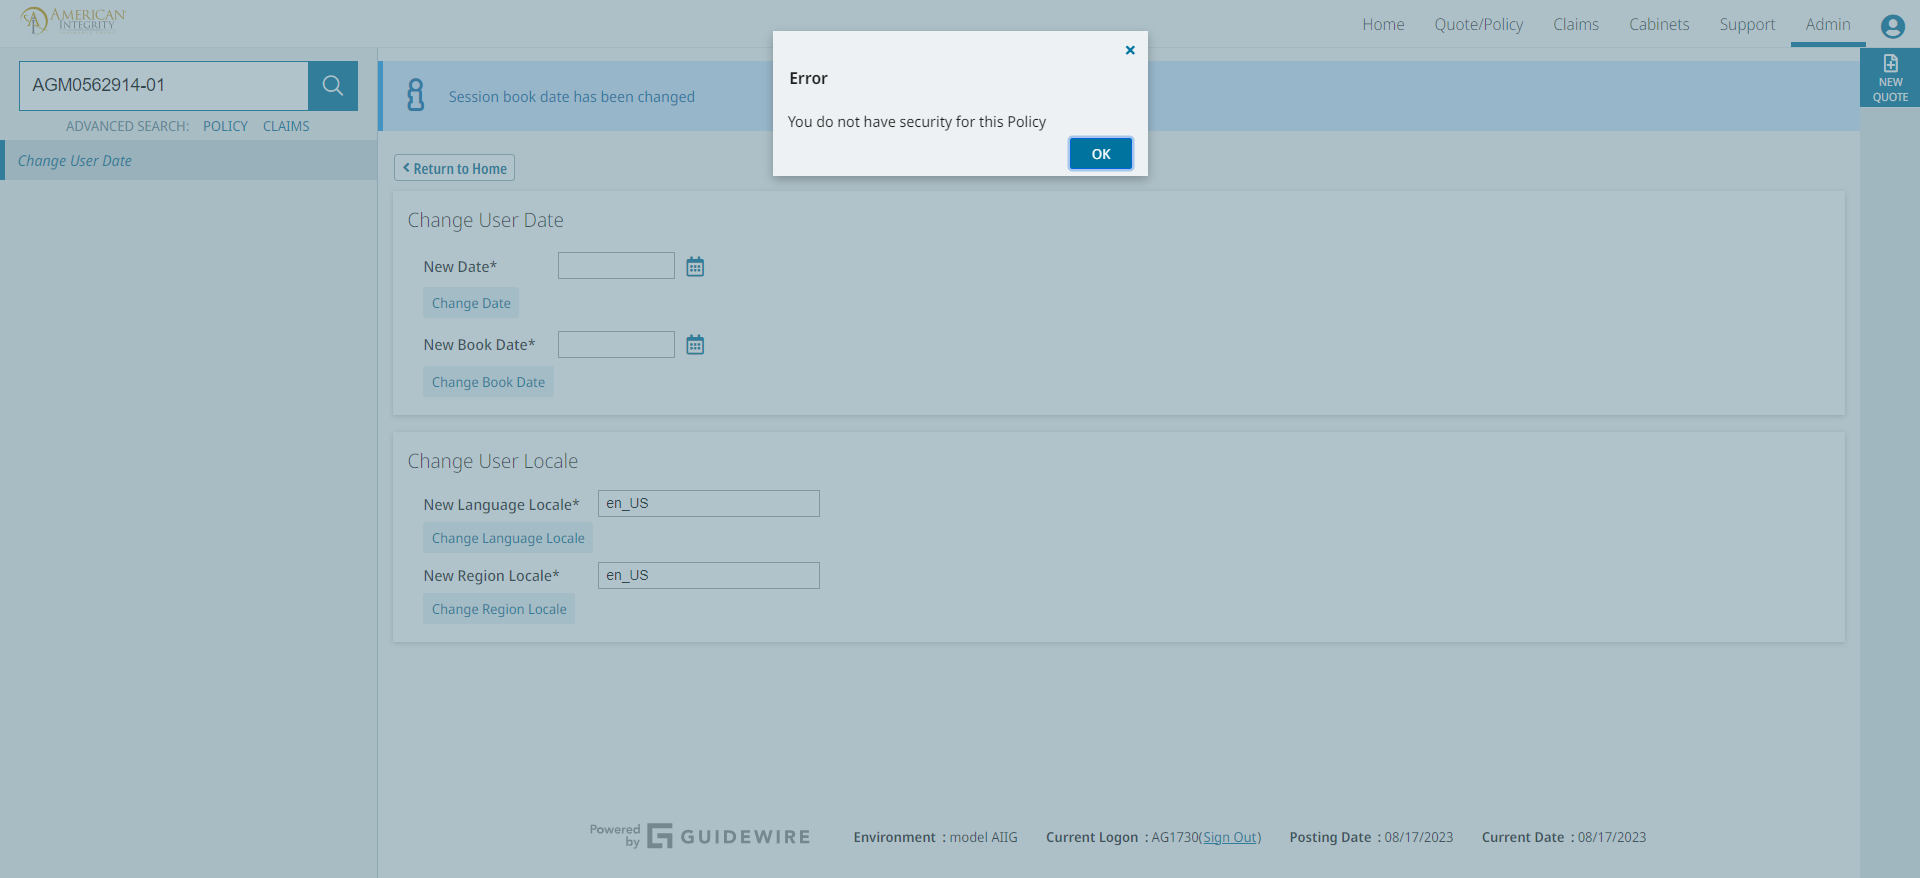 AMERICAN
INTEGRITY
Home Quote/Policy Claims Cabinets Support Admin
AGM0562914-01
ADVANCED SEARCH: POLICY CLAIMS
Change User Date
Session book date has been changed
Error
You do not have security for this Policy
OK
NEW
QUOTE
Return to Home
Change User Date
New Date*
Change Date
New Book Date*
Change Book Date
Change User Locale
New Language Locale* en_US
Change Language Locale
New Region Locale* en_US
Change Region Locale
Powered
by
GUIDEWIRE
Environment : model AIIG Current Logon : AG1730(Sign Out) Posting Date : 08/17/2023 Current Date : 08/17/2023